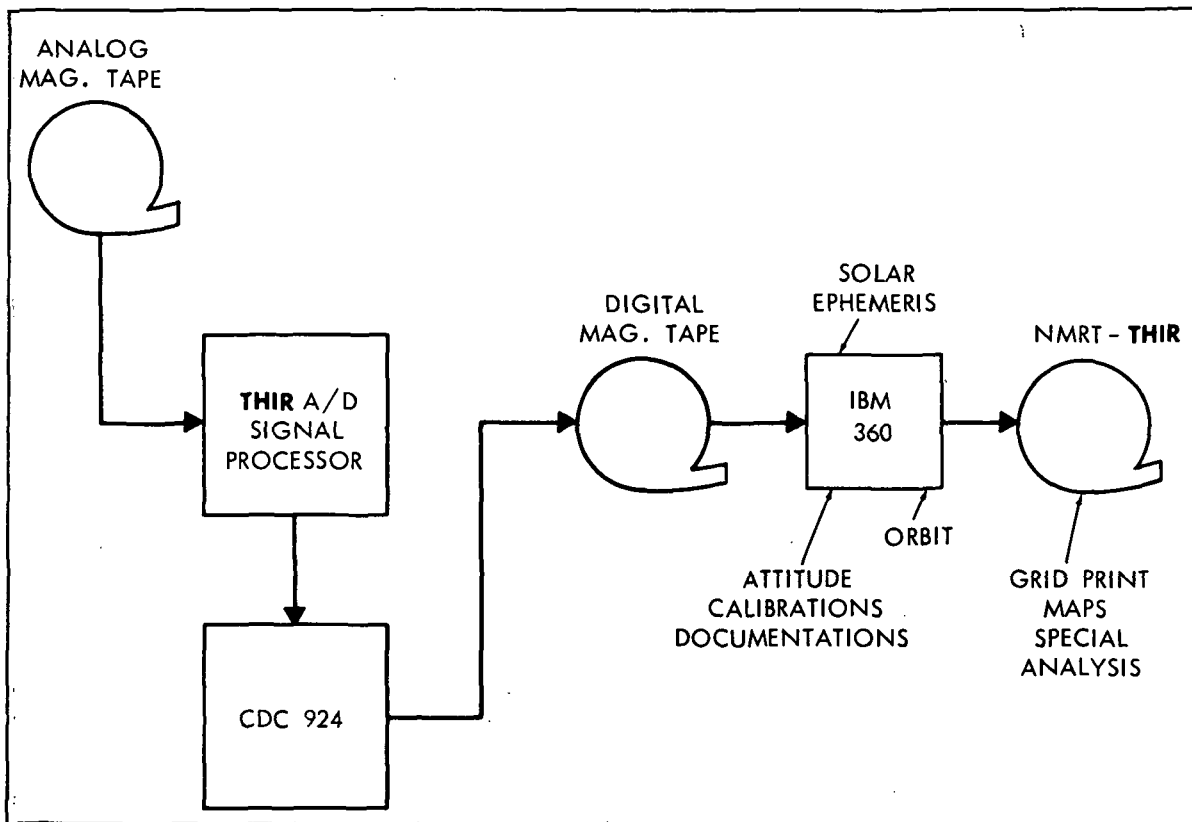 ANALOG
MAG. TAPE
THIR A/D
SIGNAL
PROCESSOR
CDC 924
DIGITAL
MAG. TAPE
SOLAR
EPHEMERIS
IBM
360
ORBIT
ATTITUDE
CALIBRATIONS
DOCUMENTATIONS
NMRT - THIR
GRID PRINT
MAPS
SPECIAL
ANALYSIS